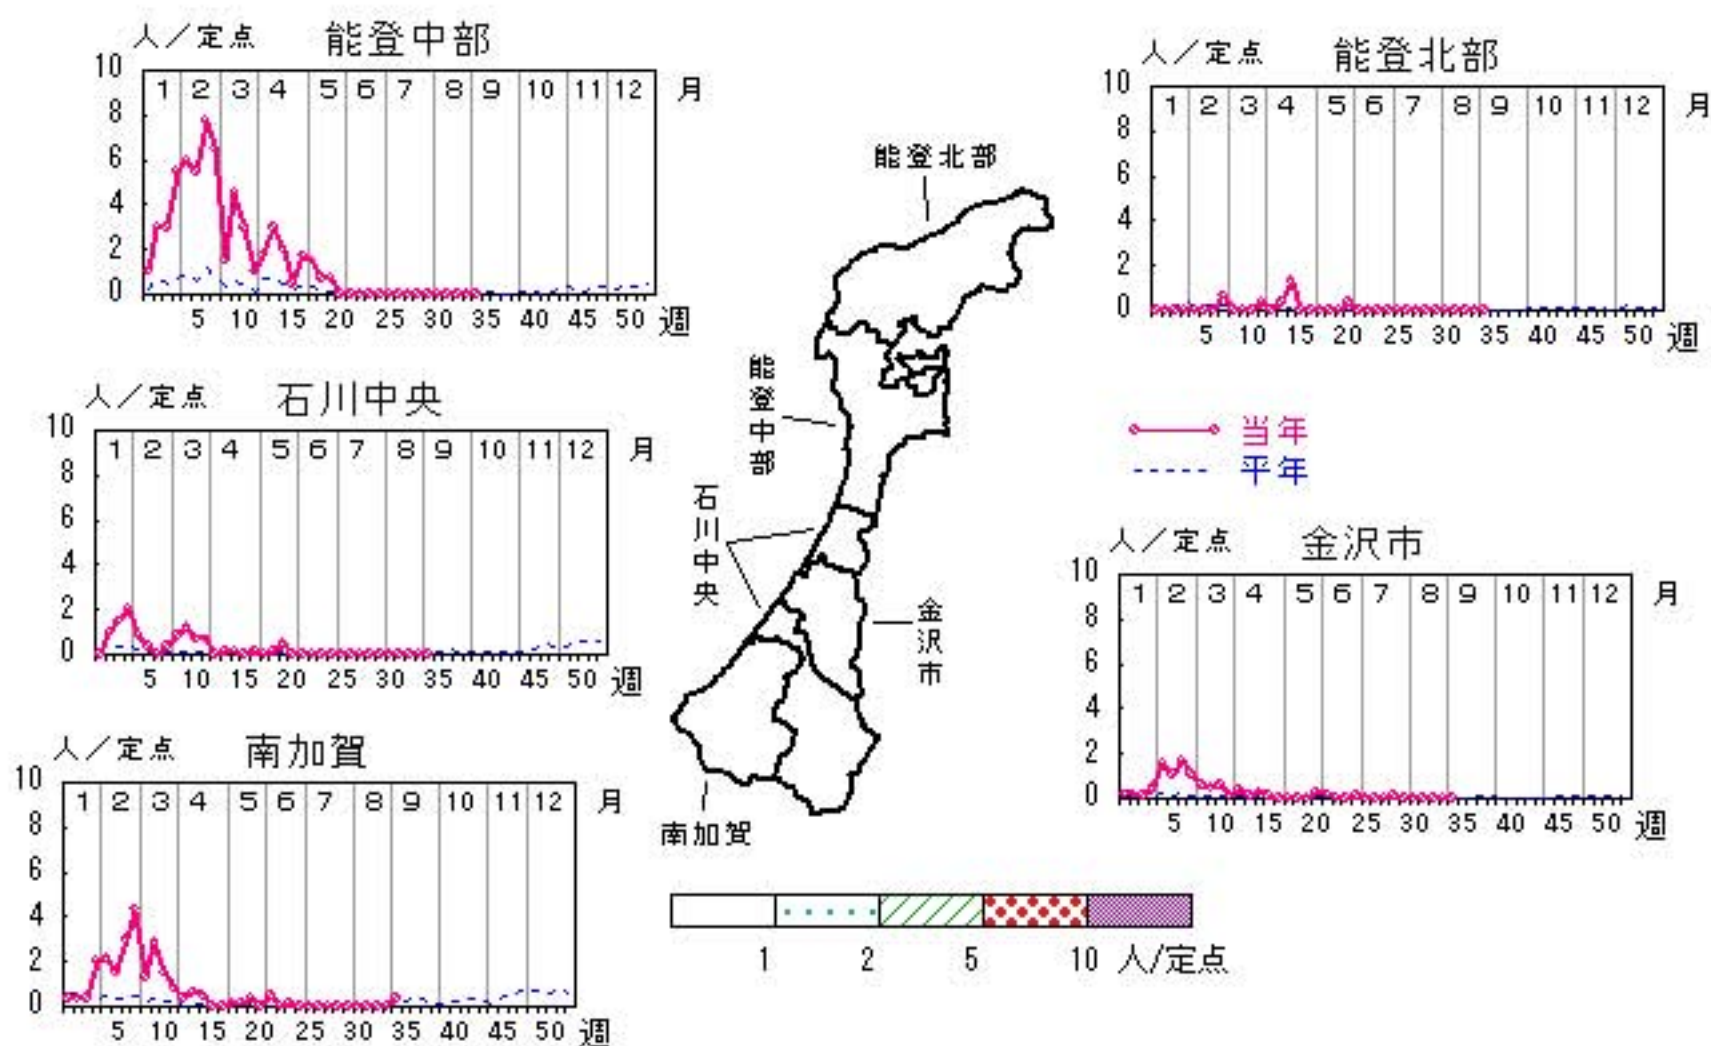 人／定点 能登中部
10 8 6 4 2 0
1 2 3 4 5 6 7 8 9 10 11 12 月
5 10 15 20 25 30 35 40 45 50 週
人／定点 能登北部
10 8 6 4 2 0
1 2 3 4 5 6 7 8 9 10 11 12 月
5 10 15 20 25 30 35 40 45 50 週
能登北部
能登中部
石川中央
金沢市
南加賀
人／定点 石川中央
10 8 6 4 2 0
1 2 3 4 5 6 7 8 9 10 11 12 月
5 10 15 20 25 30 35 40 45 50 週
当年
平年
人／定点 金沢市
10 8 6 4 2 0
1 2 3 4 5 6 7 8 9 10 11 12 月
5 10 15 20 25 30 35 40 45 50 週
人／定点 南加賀
10 8 6 4 2 0
1 2 3 4 5 6 7 8 9 10 11 12 月
5 10 15 20 25 30 35 40 45 50 週
1 2 5 10 人/定点